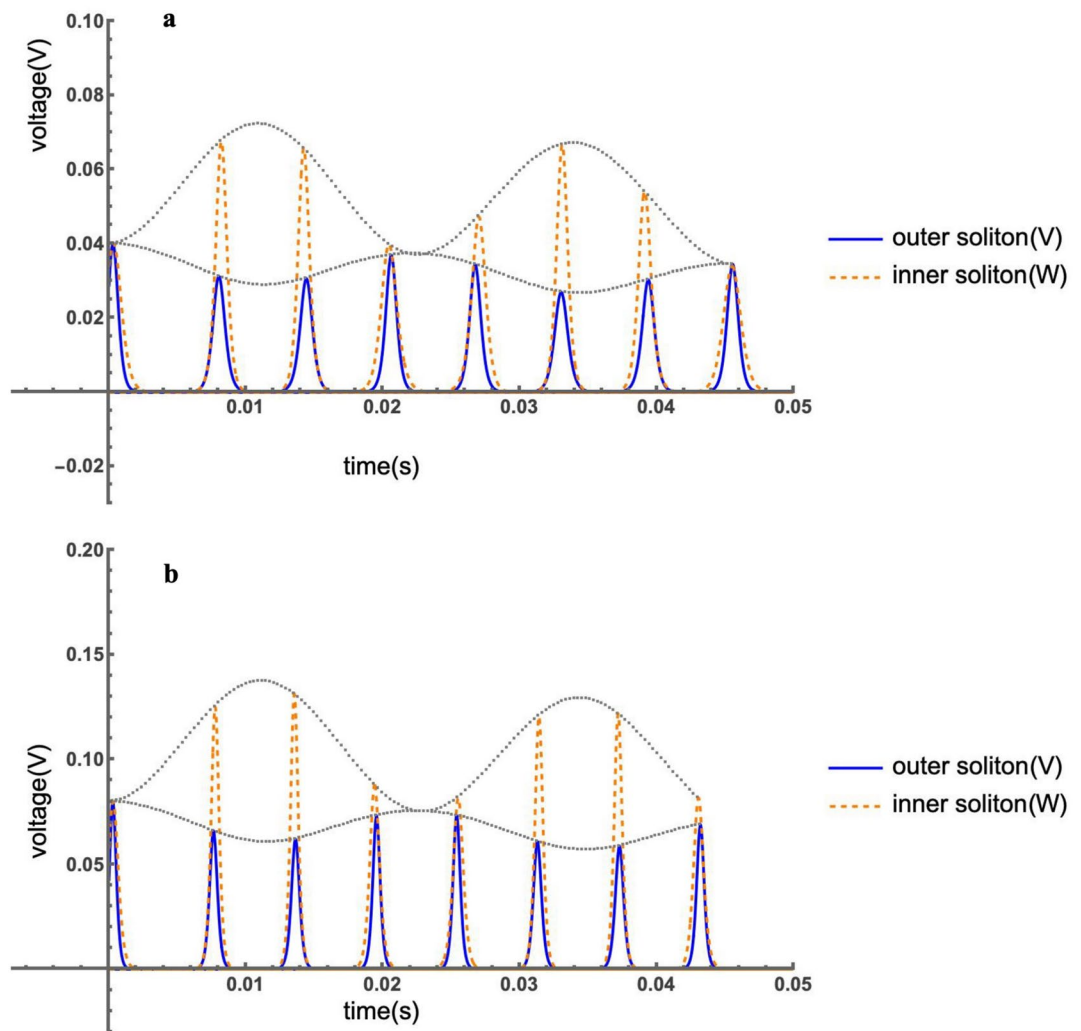 a
0.10
voltage(V)
0.08
0.06
0.04
0.02
0.01
0.02
0.03
0.04
0.05
−0.02
time(s)
outer soliton(V)
inner soliton(W)
b
0.20
0.15
0.10
voltage(V)
0.05
0.01
0.02
0.03
0.04
0.05
time(s)
outer soliton(V)
inner soliton(W)